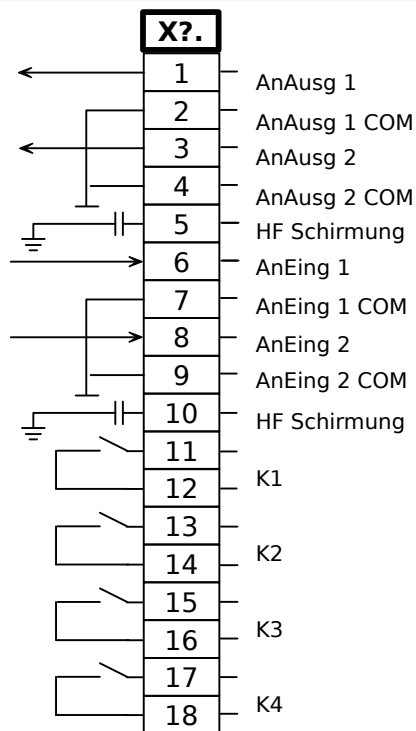 X?.
1 AnAusg 1
2 AnAusg 1 COM
3 AnAusg 2
4 AnAusg 2 COM
5 HF Schirmung
6 AnEing 1
7 AnEing 1 COM
8 AnEing 2
9 AnEing 2 COM
10 HF Schirmung
11
K1
12
13
K2
14
15
K3
16
17
K4
18